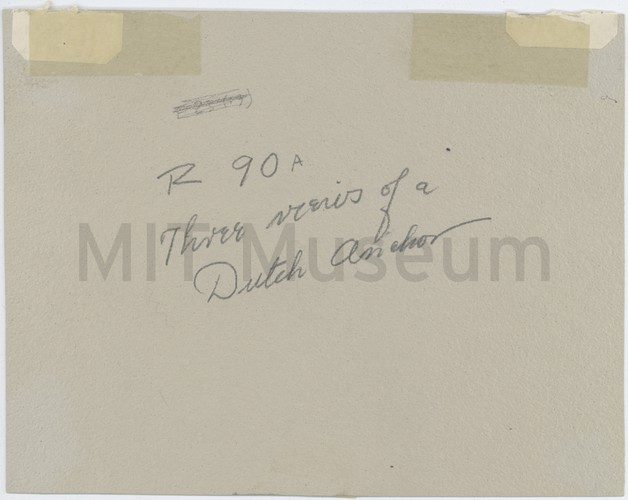 R 90A
Three views of a
Dutch Anchor
MIT Museum